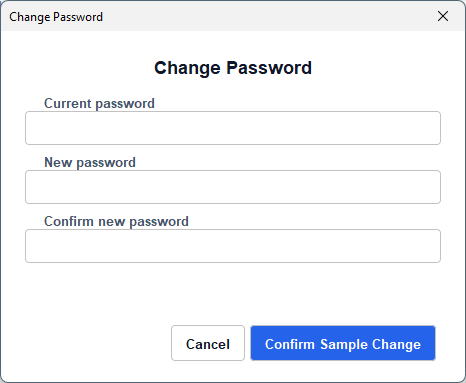 Change Password
Change Password
Current password
New password
Confirm new password
Cancel
Confirm Sample Change